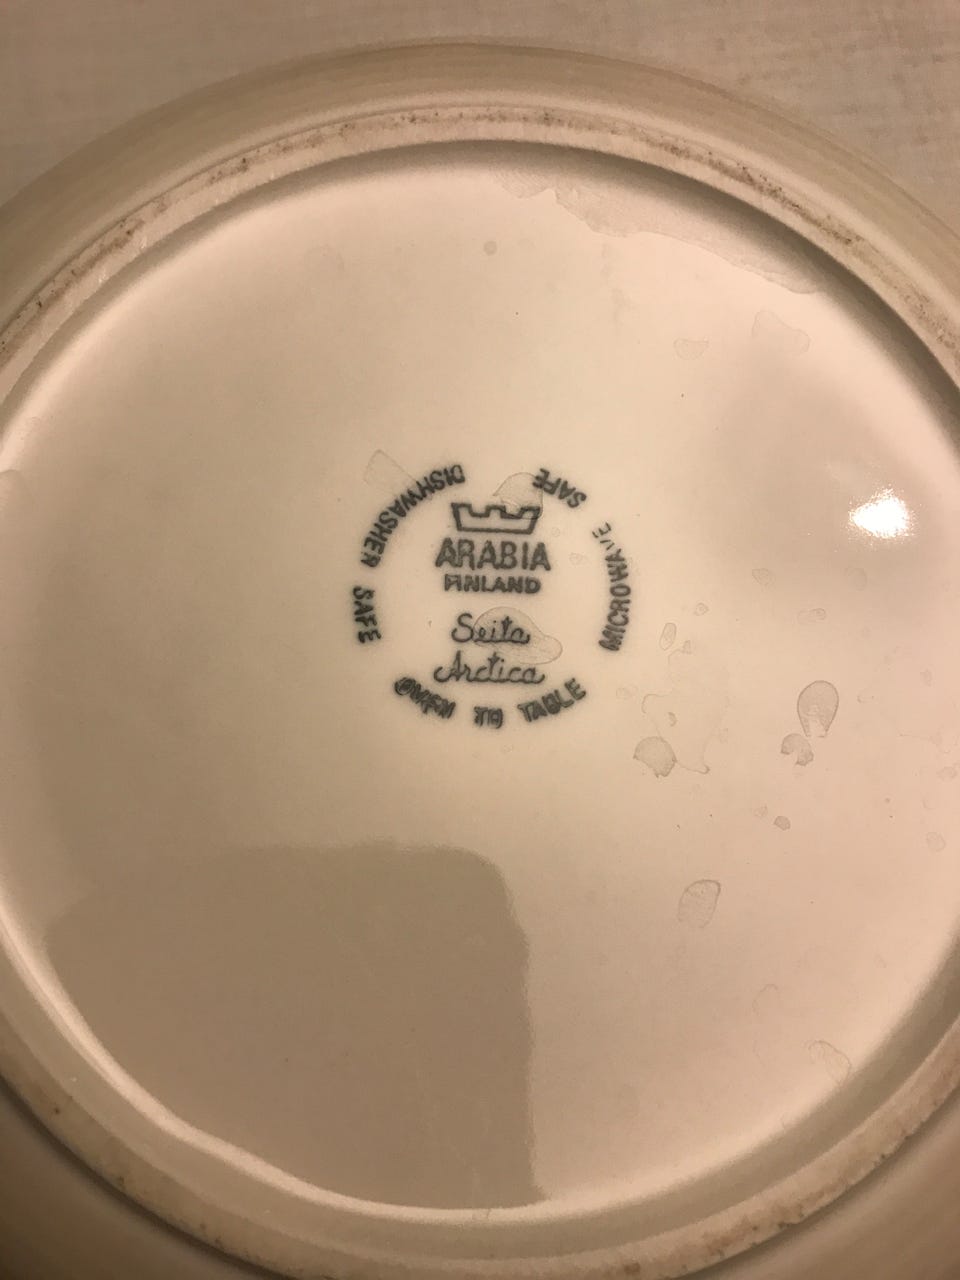 DISHWASHER SAFE
MICROWAVE SAFE
ARABIA
FINLAND
Seita
Arctica
OVEN TO TABLE